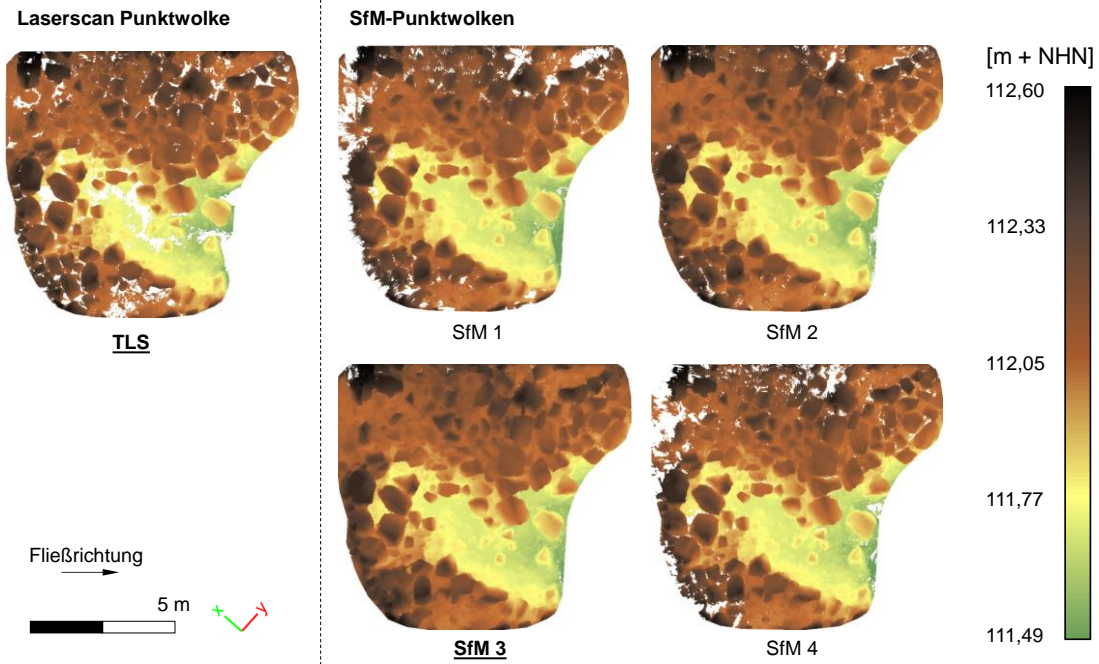 Laserscan Punktwolke
SfM-Punktwolken
TLS
SfM 1
SfM 2
SfM 3
SfM 4
[m + NHN]
112,60
112,33
112,05
111,77
111,49
Fließrichtung
5 m
x
y